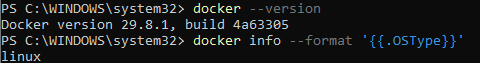 PS C:\WINDOWS\system32> docker --version
Docker version 29.8.1, build 4a63305
PS C:\WINDOWS\system32> docker info --format '{{.OSType}}'
linux